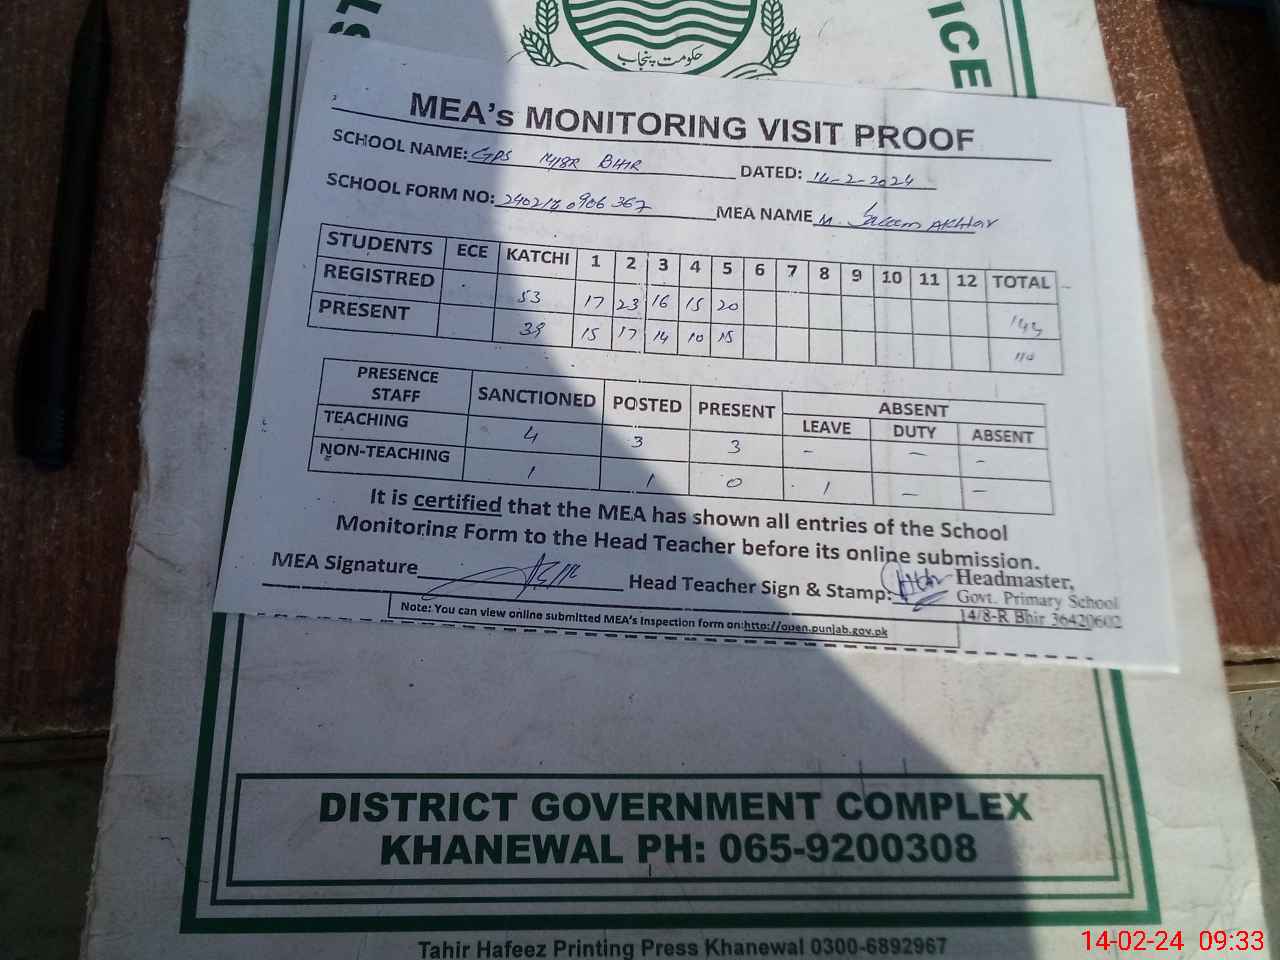 ICE
حکومت پنجاب
MEA's MONITORING VISIT PROOF
SCHOOL NAME: GPS 14/8R BHIR DATED: 14-2-2024
SCHOOL FORM NO: MEA NAME M. Saleem Akhtar
STUDENTS ECE KATCHI 1 2 3 4 5 6 7 8 9 10 11 12 TOTAL
REGISTRED 53 17 23 16 15 20 144
PRESENT 39 15 17 14 10 15 110
PRESENCE STAFF SANCTIONED POSTED PRESENT ABSENT
LEAVE DUTY ABSENT
TEACHING 4 3 3 - - -
NON-TEACHING 1 1 0 1 - -
It is certified that the MEA has shown all entries of the School
Monitoring Form to the Head Teacher before its online submission.
MEA Signature Head Teacher Sign & Stamp: Headmaster,
Govt. Primary School
14/8-R Bhir 36420602
Note: You can view online submitted MEA's Inspection form on:http://open.punjab.gov.pk
DISTRICT GOVERNMENT COMPLEX
KHANEWAL PH: 065-9200308
Tahir Hafeez Printing Press Khanewal 0300-6892967
14-02-24 09:33